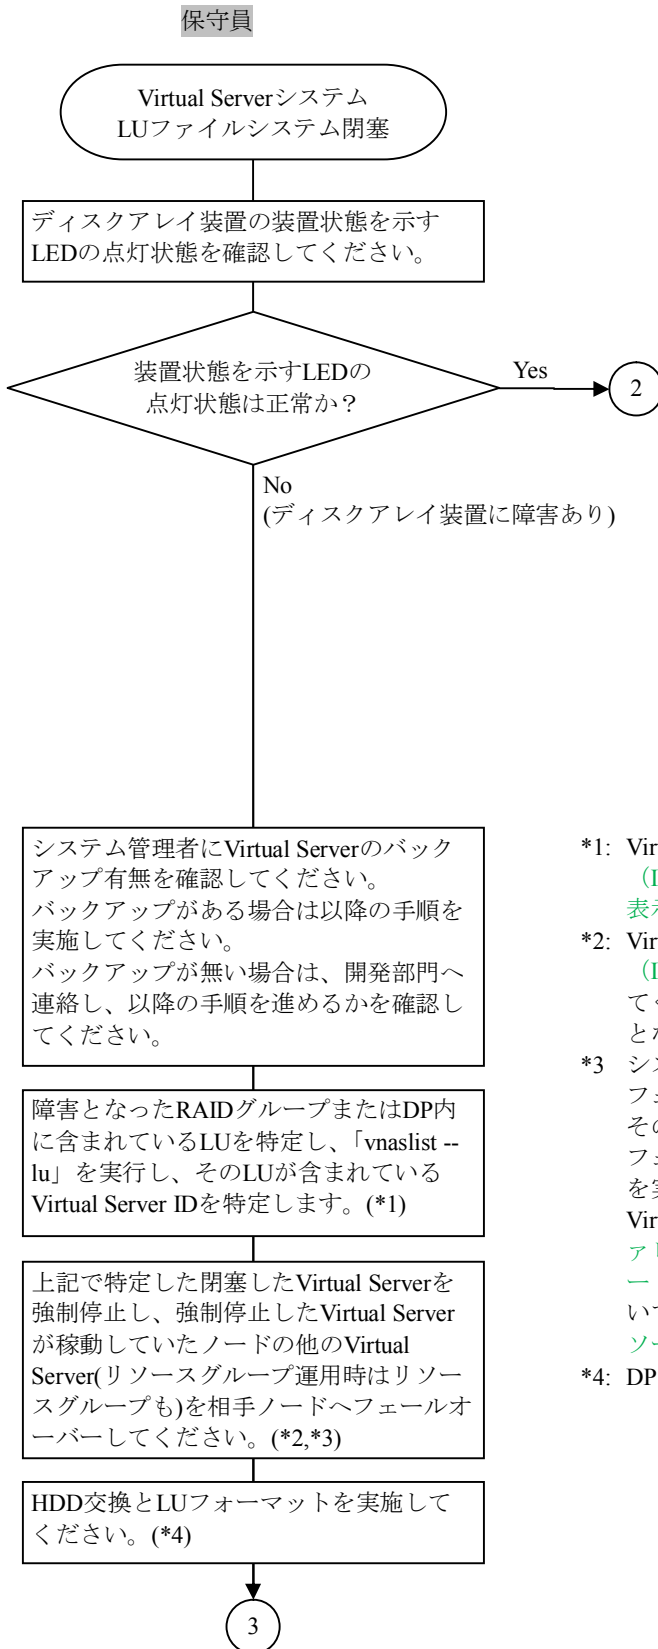 保守員
Virtual Serverシステム
LUファイルシステム閉塞
ディスクアレイ装置の装置状態を示す
LEDの点灯状態を確認してください。
装置状態を示すLEDの
点灯状態は正常か？
Yes
2
No
(ディスクアレイ装置に障害あり)
システム管理者にVirtual Serverのバック
アップ有無を確認してください。
バックアップがある場合は以降の手順を
実施してください。
バックアップが無い場合は、開発部門へ
連絡し、以降の手順を進めるかを確認し
てください。
障害となったRAIDグループまたはDP内
に含まれているLUを特定し、「vnaslist --
lu」を実行し、そのLUが含まれている
Virtual Server IDを特定します。(*1)
上記で特定した閉塞したVirtual Serverを
強制停止し、強制停止したVirtual Server
が稼動していたノードの他のVirtual
Server(リソースグループ運用時はリソー
スグループも)を相手ノードへフェールオ
ーバーしてください。(*2,*3)
HDD交換とLUフォーマットを実施して
ください。(*4)
3
*1:
*2:
*3
フ
その
フ
を
ァ
ー
い
ソ
*4: DP